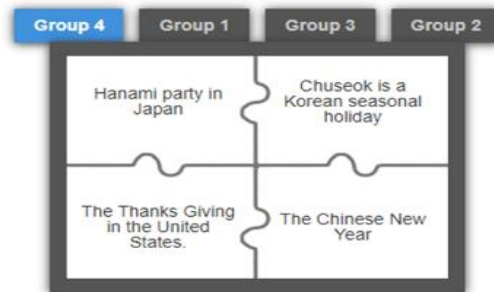 Group 4 Group 1 Group 3 Group 2
Hanami party in
Japan
Chuseok is a
Korean seasonal
holiday
The Thanks Giving
in the United
States.
The Chinese New
Year